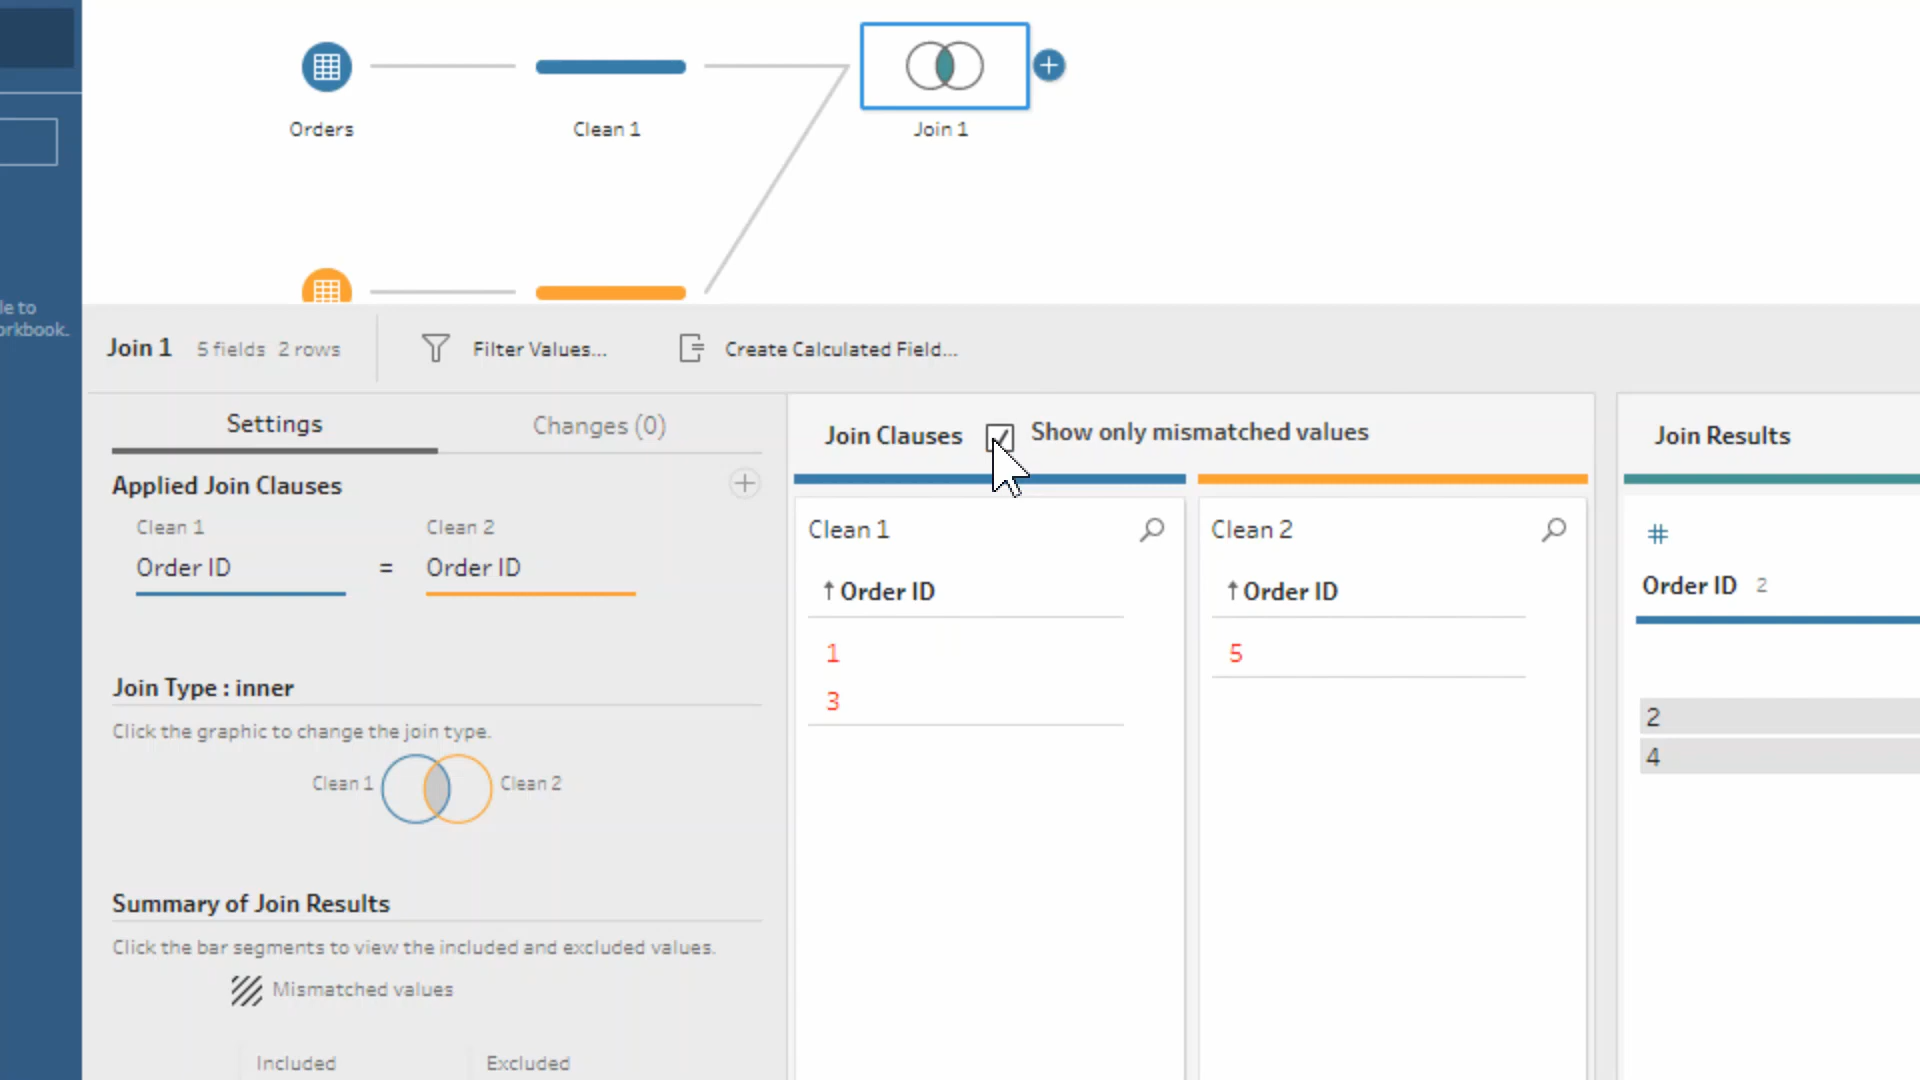 Orders
Clean 1
Join 1
le to
orkbook.
Join 1 5 fields 2 rows
Filter Values...
Create Calculated Field...
Settings
Changes (0)
Applied Join Clauses
Clean 1
Clean 2
Order ID = Order ID
Join Type : inner
Click the graphic to change the join type.
Clean 1
Clean 2
Summary of Join Results
Click the bar segments to view the included and excluded values.
Mismatched values
Included
Excluded
Join Clauses
Show only mismatched values
Clean 1
Order ID
1
3
Clean 2
Order ID
5
Join Results
#
Order ID 2
2
4